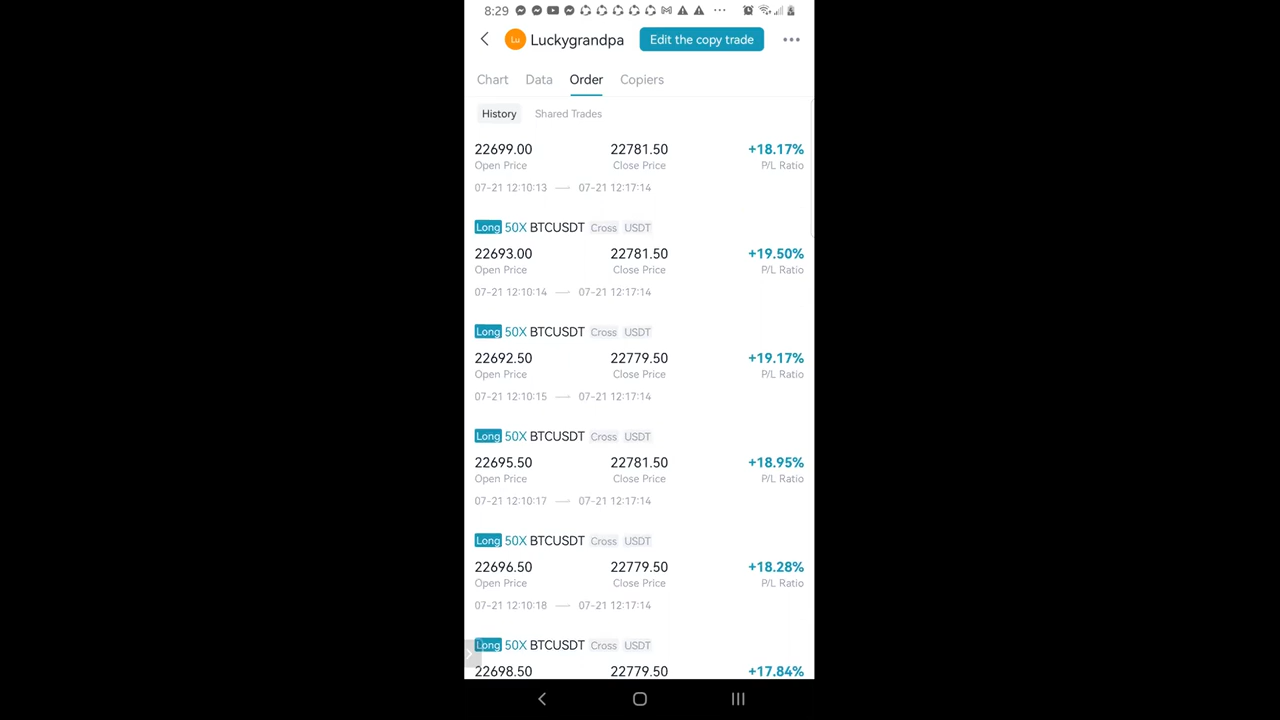 8:29
Lu Luckygrandpa Edit the copy trade
Chart Data Order Copiers
History Shared Trades
22699.00 22781.50 +18.17%
Open Price Close Price P/L Ratio
07-21 12:10:13 — 07-21 12:17:14
Long 50X BTCUSDT Cross USDT
22693.00 22781.50 +19.50%
Open Price Close Price P/L Ratio
07-21 12:10:14 — 07-21 12:17:14
Long 50X BTCUSDT Cross USDT
22692.50 22779.50 +19.17%
Open Price Close Price P/L Ratio
07-21 12:10:15 — 07-21 12:17:14
Long 50X BTCUSDT Cross USDT
22695.50 22781.50 +18.95%
Open Price Close Price P/L Ratio
07-21 12:10:17 — 07-21 12:17:14
Long 50X BTCUSDT Cross USDT
22696.50 22779.50 +18.28%
Open Price Close Price P/L Ratio
07-21 12:10:18 — 07-21 12:17:14
Long 50X BTCUSDT Cross USDT
22698.50 22779.50 +17.84%